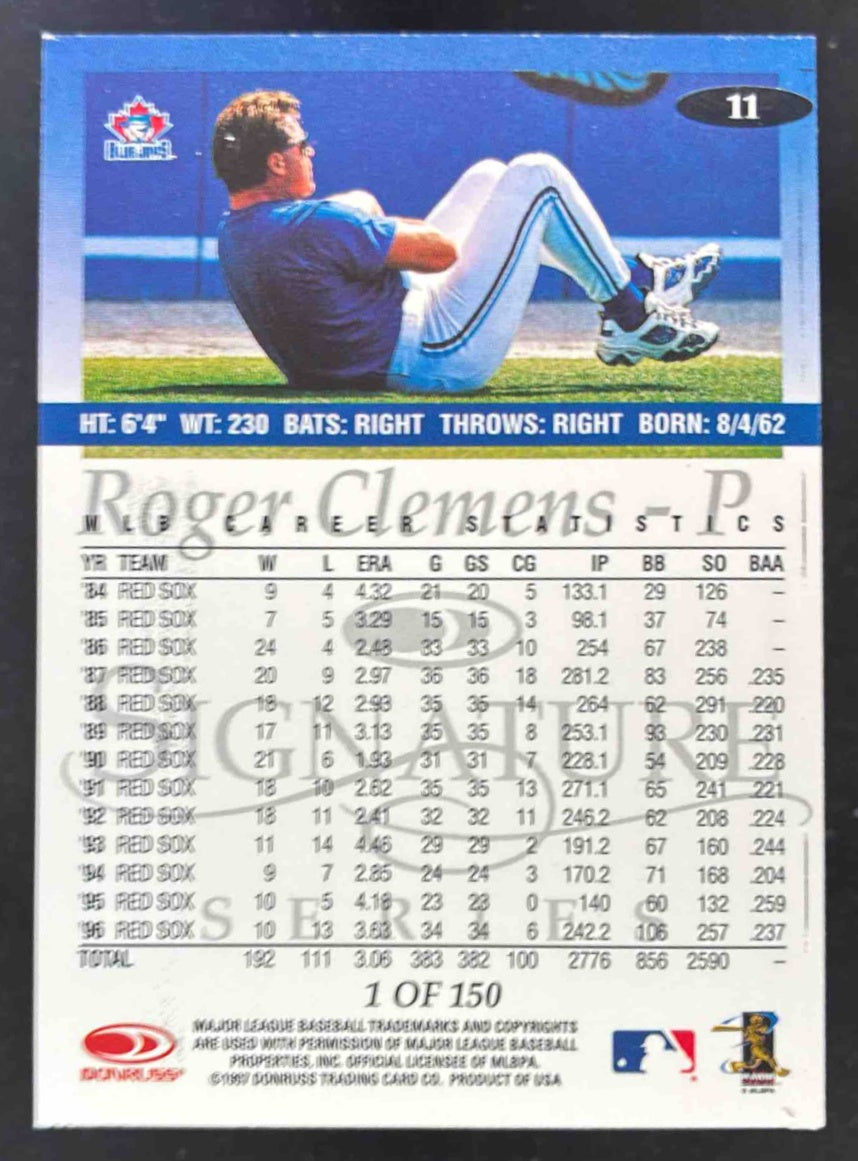 11
HT: 6'4" WT: 230 BATS: RIGHT THROWS: RIGHT BORN: 8/4/62
Roger Clemens - P
MLB CAREER STATISTICS
YR TEAM W L ERA G GS CG IP BB SO BAA
'84 RED SOX 9 4 4.32 21 20 5 133.1 29 126 –
'85 RED SOX 7 5 3.29 15 15 3 98.1 37 74 –
'86 RED SOX 24 4 2.48 33 33 10 254 67 238 –
'87 RED SOX 20 9 2.97 36 36 18 281.2 83 256 .235
'88 RED SOX 18 12 2.93 35 35 14 264 62 291 .220
'89 RED SOX 17 11 3.13 35 35 8 253.1 93 230 .231
'90 RED SOX 21 6 1.93 31 31 7 228.1 54 209 .228
'91 RED SOX 18 10 2.62 35 35 13 271.1 65 241 .221
'92 RED SOX 18 11 2.41 32 32 11 246.2 62 208 .224
'93 RED SOX 11 14 4.46 29 29 2 191.2 67 160 .244
'94 RED SOX 9 7 2.85 24 24 3 170.2 71 168 .204
'95 RED SOX 10 5 4.18 23 23 0 140 60 132 .259
'96 RED SOX 10 13 3.63 34 34 6 242.2 106 257 .237
TOTAL 192 111 3.06 383 382 100 2776 856 2590 –
SIGNATURE
SERIES
1 OF 150
MAJOR LEAGUE BASEBALL TRADEMARKS AND COPYRIGHTS
ARE USED WITH PERMISSION OF MAJOR LEAGUE BASEBALL
PROPERTIES, INC. OFFICIAL LICENSEE OF MLBPA.
©1997 DONRUSS TRADING CARD CO. PRODUCT OF USA
DONRUSS